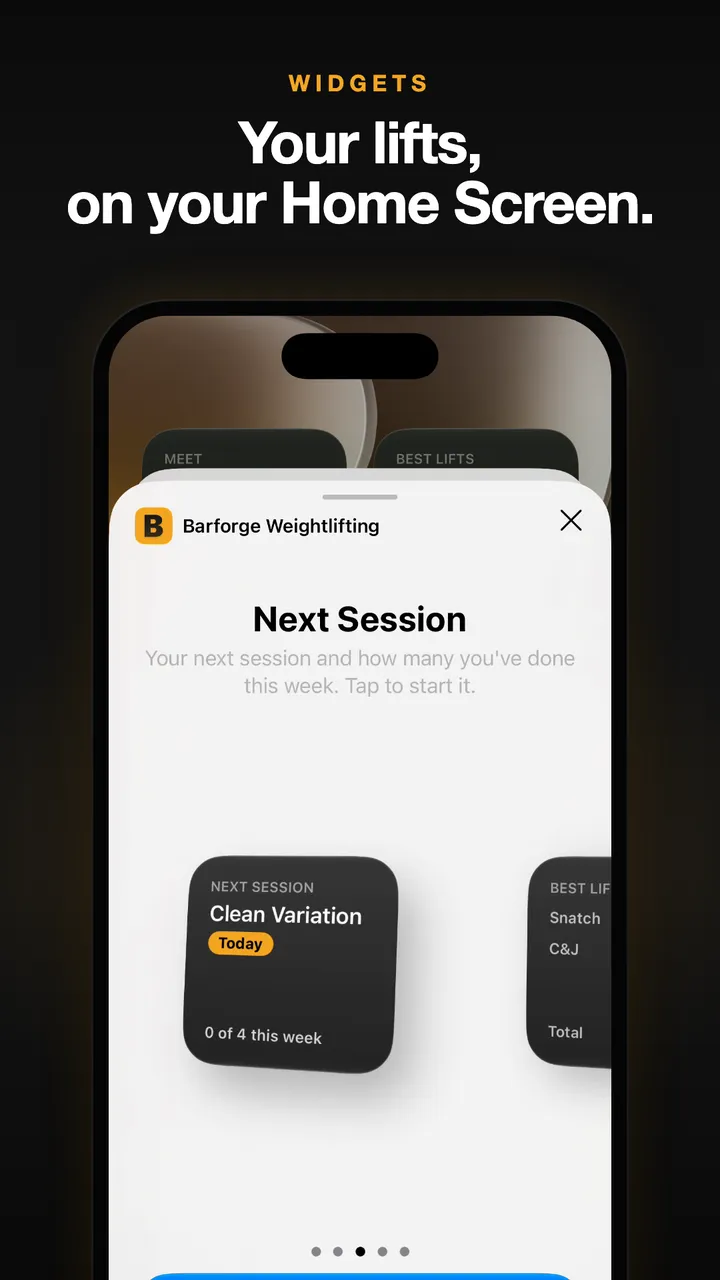 WIDGETS
Your lifts,
on your Home Screen.
MEET
BEST LIFTS
B
Barforge Weightlifting
Next Session
Your next session and how many you've done
this week. Tap to start it.
NEXT SESSION
Clean Variation
Today
0 of 4 this week
BEST LIF
Snatch
C&J
Total